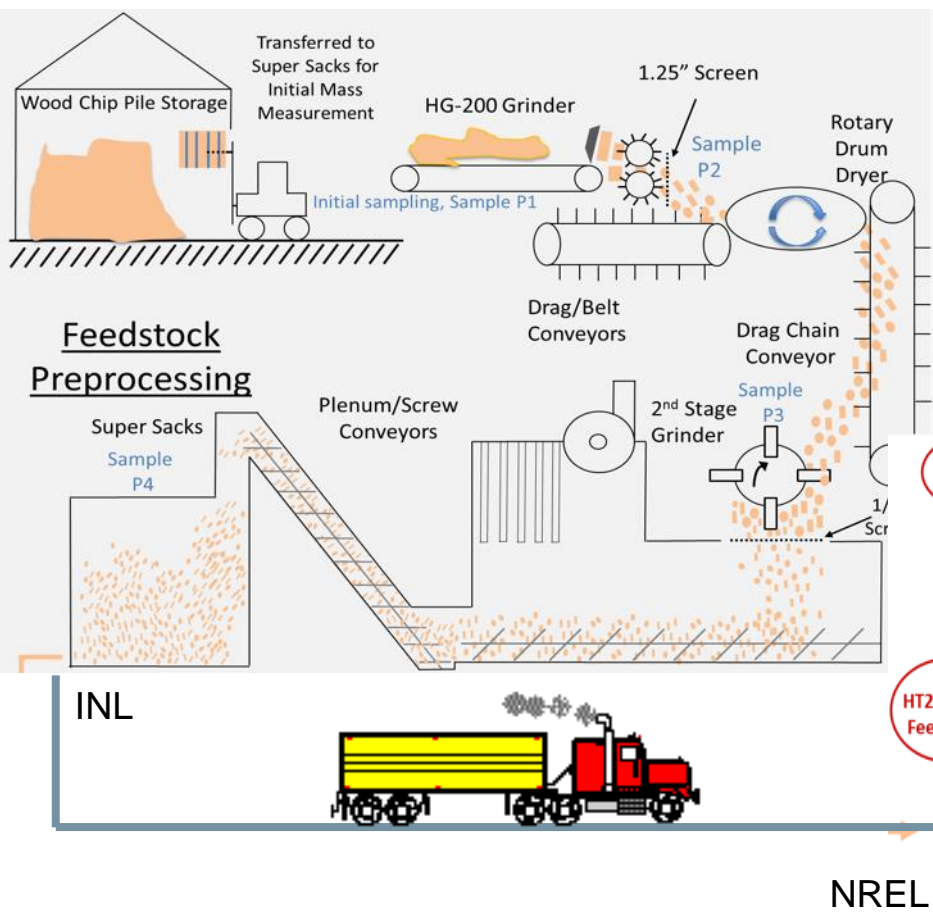 Transferred to
Super Sacks for
Initial Mass
Measurement
Wood Chip Pile Storage
HG-200 Grinder
1.25” Screen
Sample
P2
Rotary
Drum
Dryer
Initial sampling, Sample P1
Drag/Belt
Conveyors
Drag Chain
Conveyor
Feedstock
Preprocessing
Super Sacks
Sample
P4
Plenum/Screw
Conveyors
2nd Stage
Grinder
Sample
P3
1/
INL
HT2
NREL